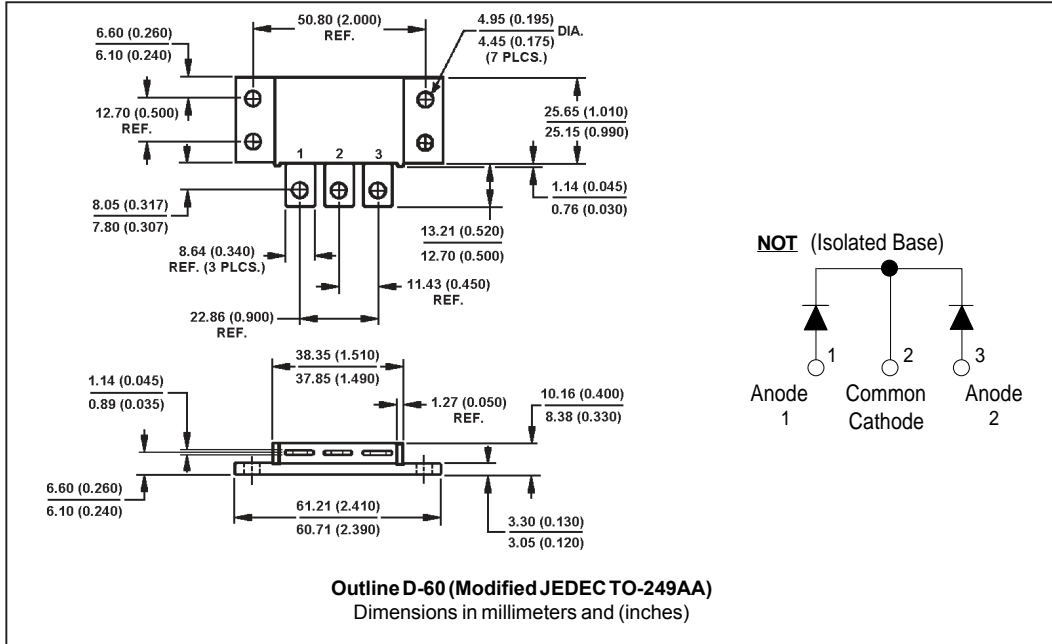 50.80 (2.000)
REF.
4.95 (0.195)
4.45 (0.175)
DIA.
(7 PLCS.)
6.60 (0.260)
6.10 (0.240)
12.70 (0.500)
REF.
25.65 (1.010)
25.15 (0.990)
1 2 3
8.05 (0.317)
7.80 (0.307)
1.14 (0.045)
0.76 (0.030)
13.21 (0.520)
12.70 (0.500)
8.64 (0.340)
REF. (3 PLCS.)
11.43 (0.450)
REF.
22.86 (0.900)
REF.
NOT (Isolated Base)
1 2 3
Anode Common Anode
1 Cathode 2
38.35 (1.510)
37.85 (1.490)
1.14 (0.045)
0.89 (0.035)
1.27 (0.050)
REF.
10.16 (0.400)
8.38 (0.330)
6.60 (0.260)
6.10 (0.240)
61.21 (2.410)
60.71 (2.390)
3.30 (0.130)
3.05 (0.120)
Outline D-60 (Modified JEDEC TO-249AA)
Dimensions in millimeters and (inches)